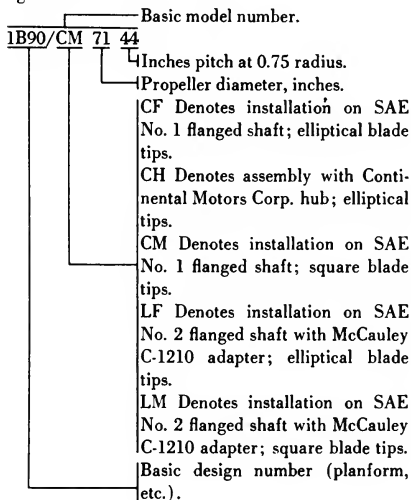 Basic model number.
1B90/CM 71 44
Inches pitch at 0.75 radius.
Propeller diameter, inches.
CF Denotes installation on SAE
No. 1 flanged shaft; elliptical blade
tips.
CH Denotes assembly with Conti-
nental Motors Corp. hub; elliptical
tips.
CM Denotes installation on SAE
No. 1 flanged shaft; square blade
tips.
LF Denotes installation on SAE
No. 2 flanged shaft with McCauley
C-1210 adapter; elliptical blade
tips.
LM Denotes installation on SAE
No. 2 flanged shaft with McCauley
C-1210 adapter; square blade tips.
Basic design number (planform,
etc.).